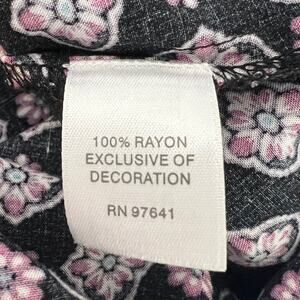 100% RAYON
EXCLUSIVE OF
DECORATION
RN 97641